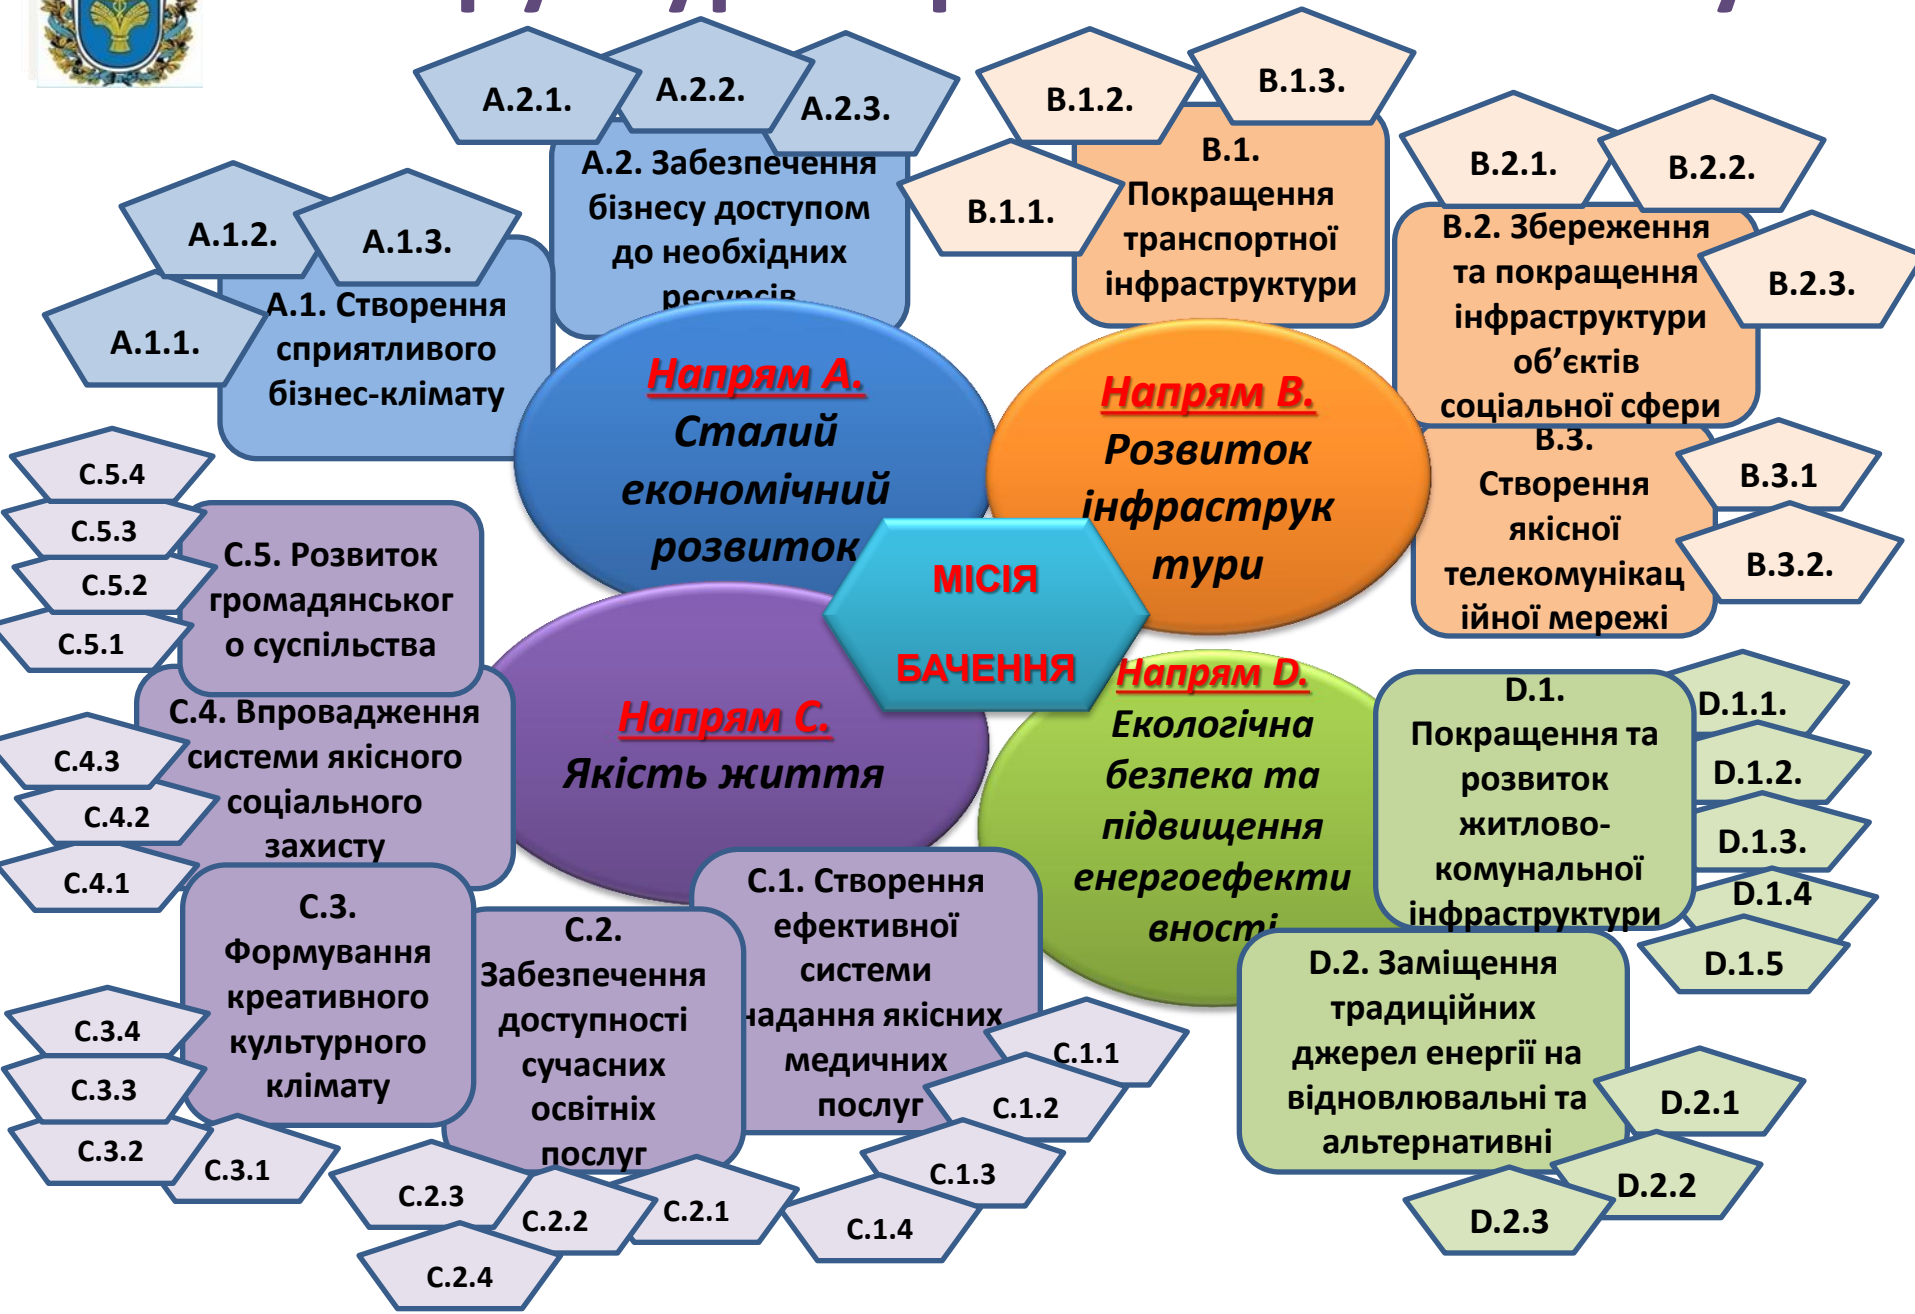 А.2.1.
А.2.2.
А.2.3.
А.2. Забезпечення
бізнесу доступом
до необхідних
ресурсів
А.1.2.
А.1.3.
А.1.1.
А.1. Створення
сприятливого
бізнес-клімату
В.1.2.
В.1.3.
В.1.1.
В.1.
Покращення
транспортної
інфраструктури
В.2.1.
В.2.2.
В.2.3.
В.2. Збереження
та покращення
інфраструктури
об’єктів
соціальної сфери
В.3.
Створення
якісної
телекомунікац
ійної мережі
В.3.1
В.3.2.
Напрям А.
Сталий
економічний
розвиток
Напрям В.
Розвиток
інфраструк
тури
МІСІЯ
БАЧЕННЯ
Напрям С.
Якість життя
Напрям D.
Екологічна
безпека та
підвищення
енергоефекти
вності
С.5.4
С.5.3
С.5.2
С.5.1
С.5. Розвиток
громадянськог
о суспільства
С.4. Впровадження
системи якісного
соціального
захисту
С.4.3
С.4.2
С.4.1
С.3.
Формування
креативного
культурного
клімату
С.3.4
С.3.3
С.3.2
С.3.1
С.2.
Забезпечення
доступності
сучасних
освітніх
послуг
С.2.3
С.2.2
С.2.1
С.2.4
С.1. Створення
ефективної
системи
надання якісних
медичних
послуг
С.1.1
С.1.2
С.1.3
С.1.4
D.1.
Покращення та
розвиток
житлово-
комунальної
інфраструктури
D.1.1.
D.1.2.
D.1.3.
D.1.4
D.1.5
D.2. Заміщення
традиційних
джерел енергії на
відновлювальні та
альтернативні
D.2.1
D.2.2
D.2.3